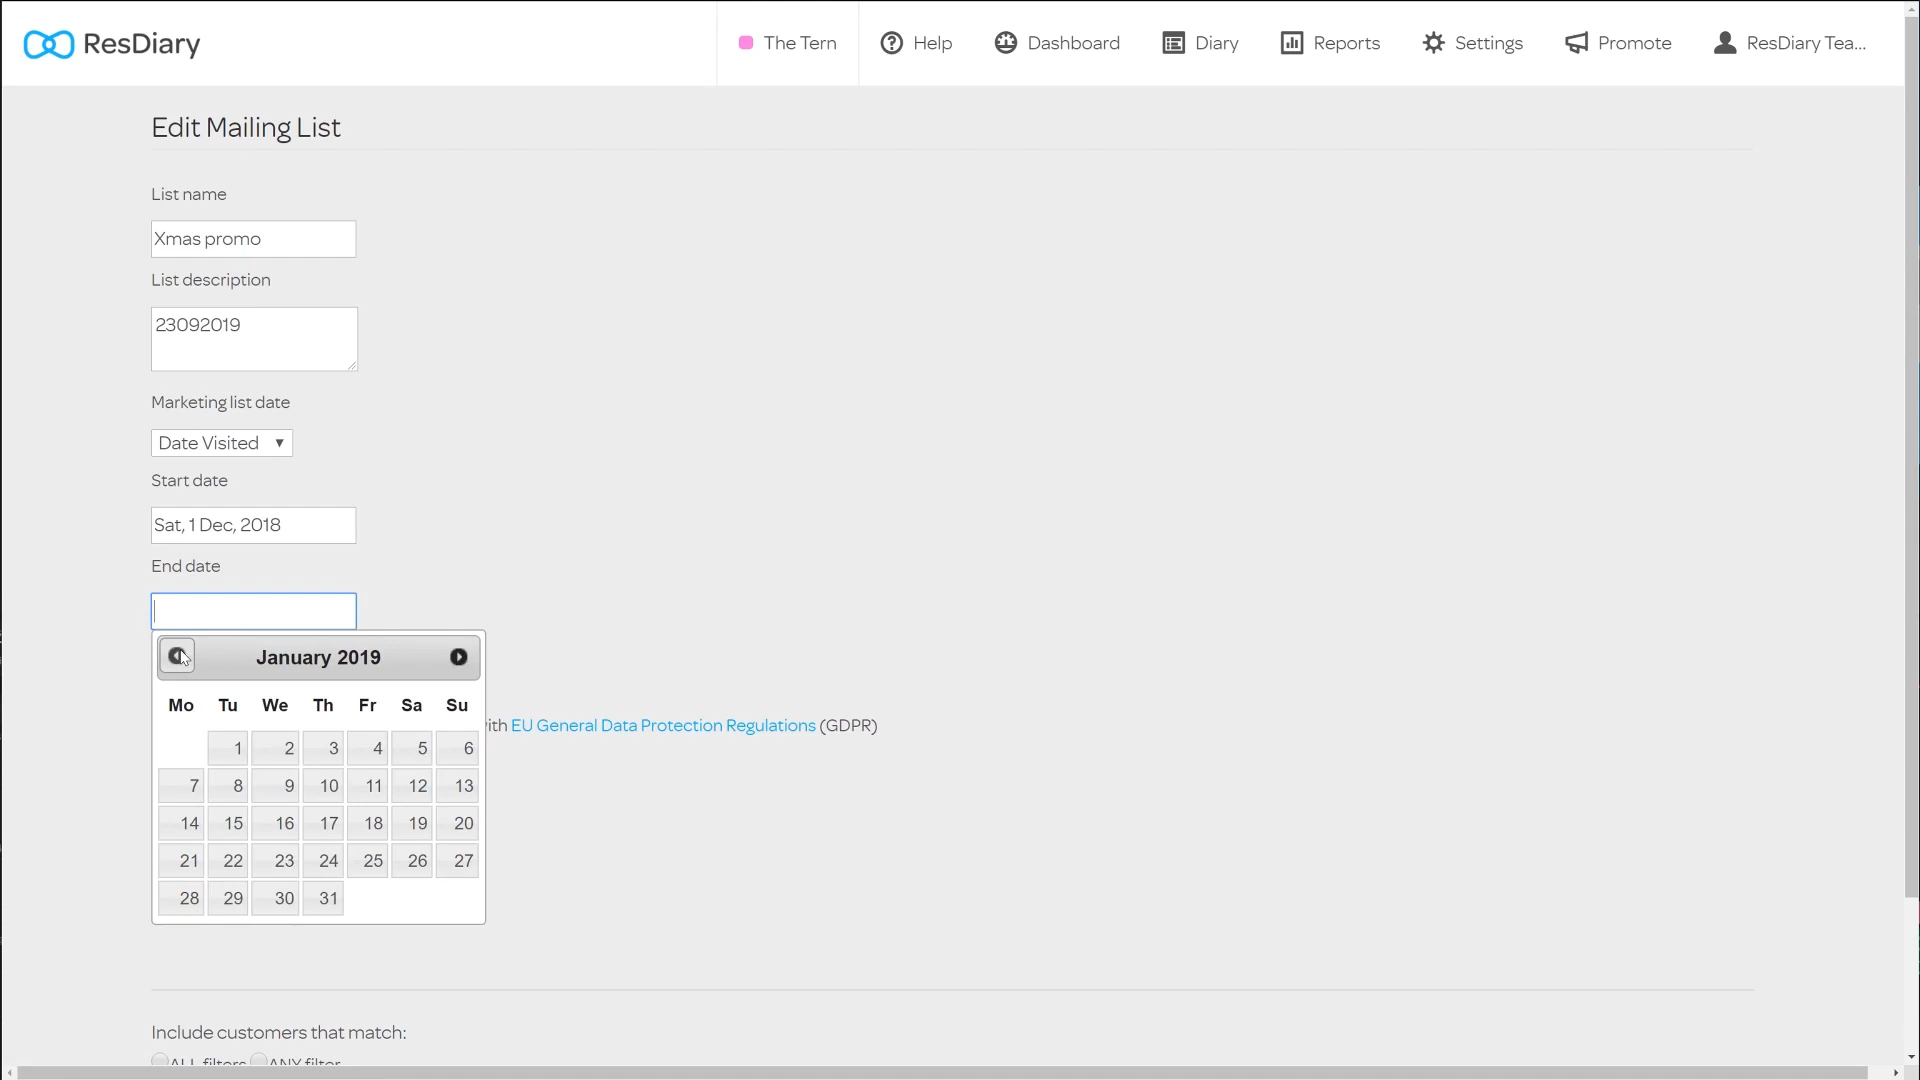 ResDiary
The Tern
Help
Dashboard
Diary
Reports
Settings
Promote
ResDiary Tea...
Edit Mailing List
List name
Xmas promo
List description
23092019
Marketing list date
Date Visited
Start date
Sat, 1 Dec, 2018
End date
January 2019
Mo Tu We Th Fr Sa Su
ith EU General Data Protection Regulations (GDPR)
1 2 3 4 5 6
7 8 9 10 11 12 13
14 15 16 17 18 19 20
21 22 23 24 25 26 27
28 29 30 31
Include customers that match:
ALL filters ANY filter